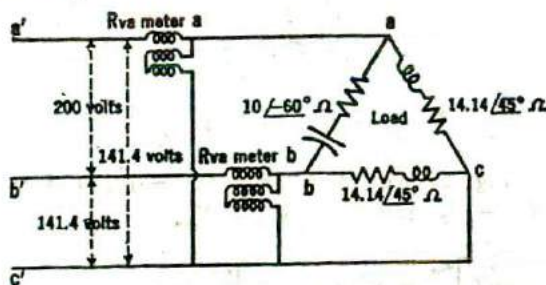 Rva meter a
a'
a
200 volts
10 /-60° Ω
14.14 /45° Ω
Load
141.4 volts
Rva meter b
b'
b
c
14.14/45° Ω
141.4 volts
c'